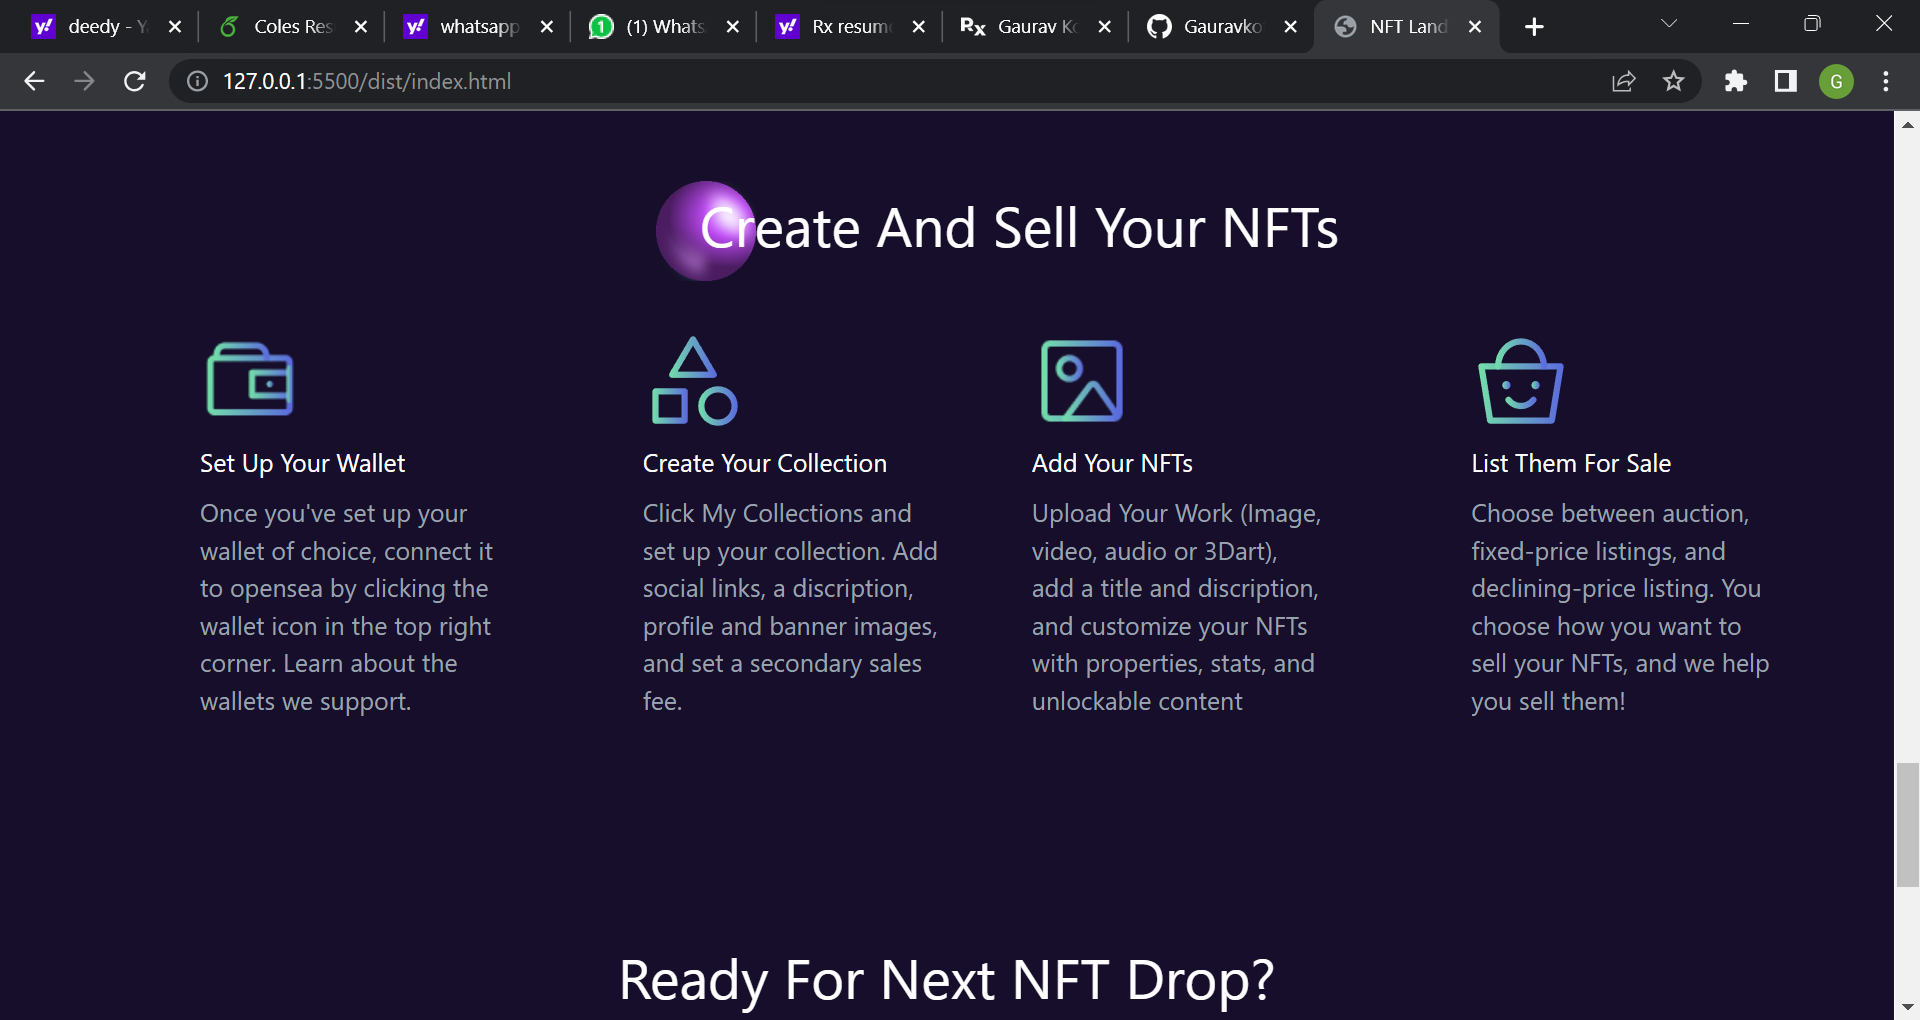 deedy - Y
Coles Res
whatsapp
(1) Whats
Rx resum
Gaurav Ko
Gauravko
NFT Land
127.0.0.1:5500/dist/index.html
G
Create And Sell Your NFTs
Set Up Your Wallet
Once you've set up your
wallet of choice, connect it
to opensea by clicking the
wallet icon in the top right
corner. Learn about the
wallets we support.
Create Your Collection
Click My Collections and
set up your collection. Add
social links, a discription,
profile and banner images,
and set a secondary sales
fee.
Add Your NFTs
Upload Your Work (Image,
video, audio or 3Dart),
add a title and discription,
and customize your NFTs
with properties, stats, and
unlockable content
List Them For Sale
Choose between auction,
fixed-price listings, and
declining-price listing. You
choose how you want to
sell your NFTs, and we help
you sell them!
Ready For Next NFT Drop?